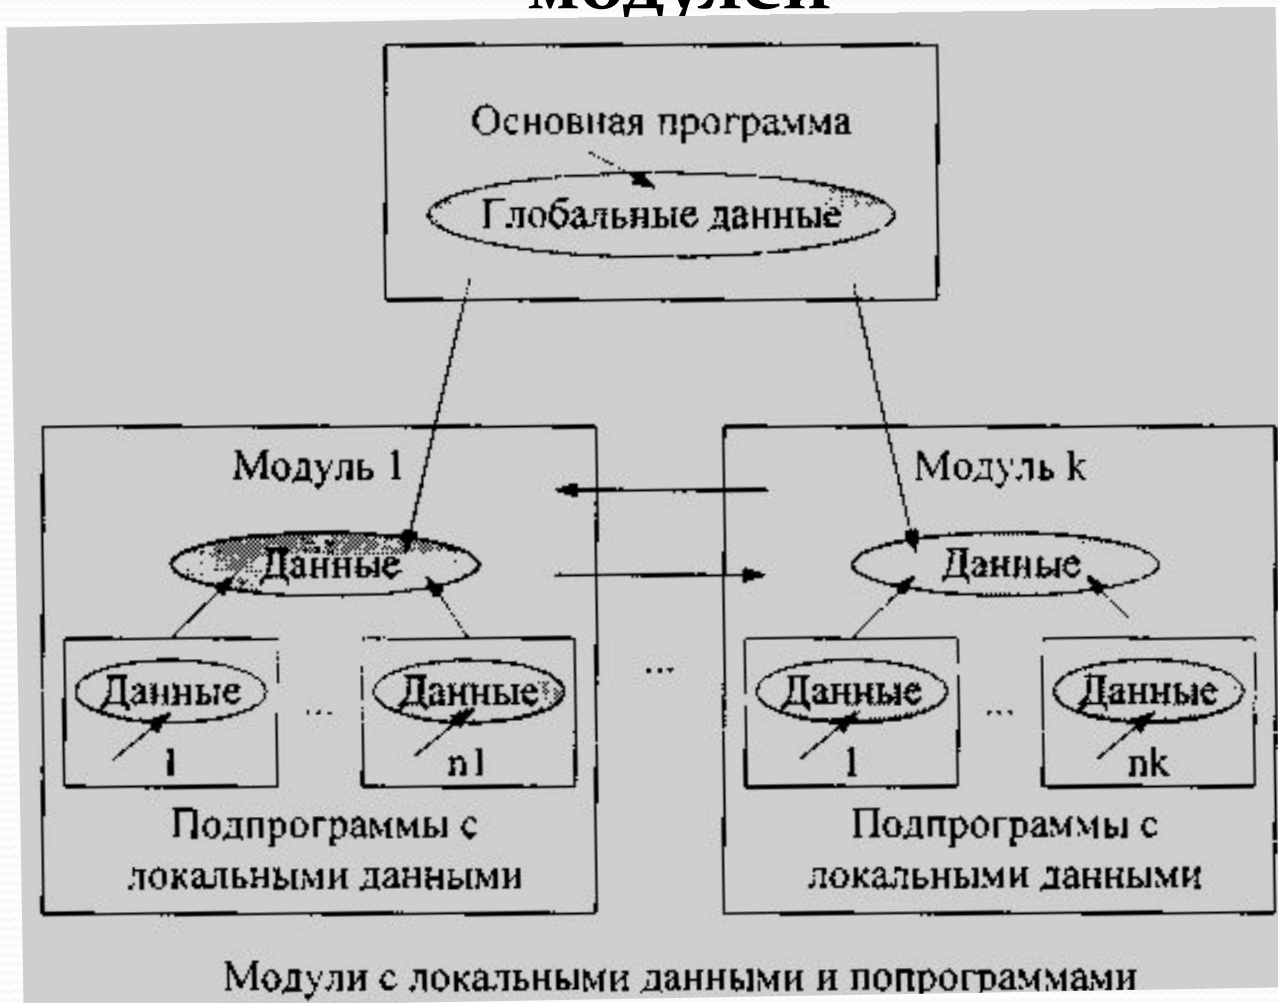 модулей
Основная программа
Глобальные данные
Модуль 1
Модуль k
Данные
Данные
Данные
...
Данные
...
Данные
...
Данные
1
n1
1
nk
Подпрограммы с
локальными данными
Подпрограммы с
локальными данными
Модули с локальными данными и попрограммами